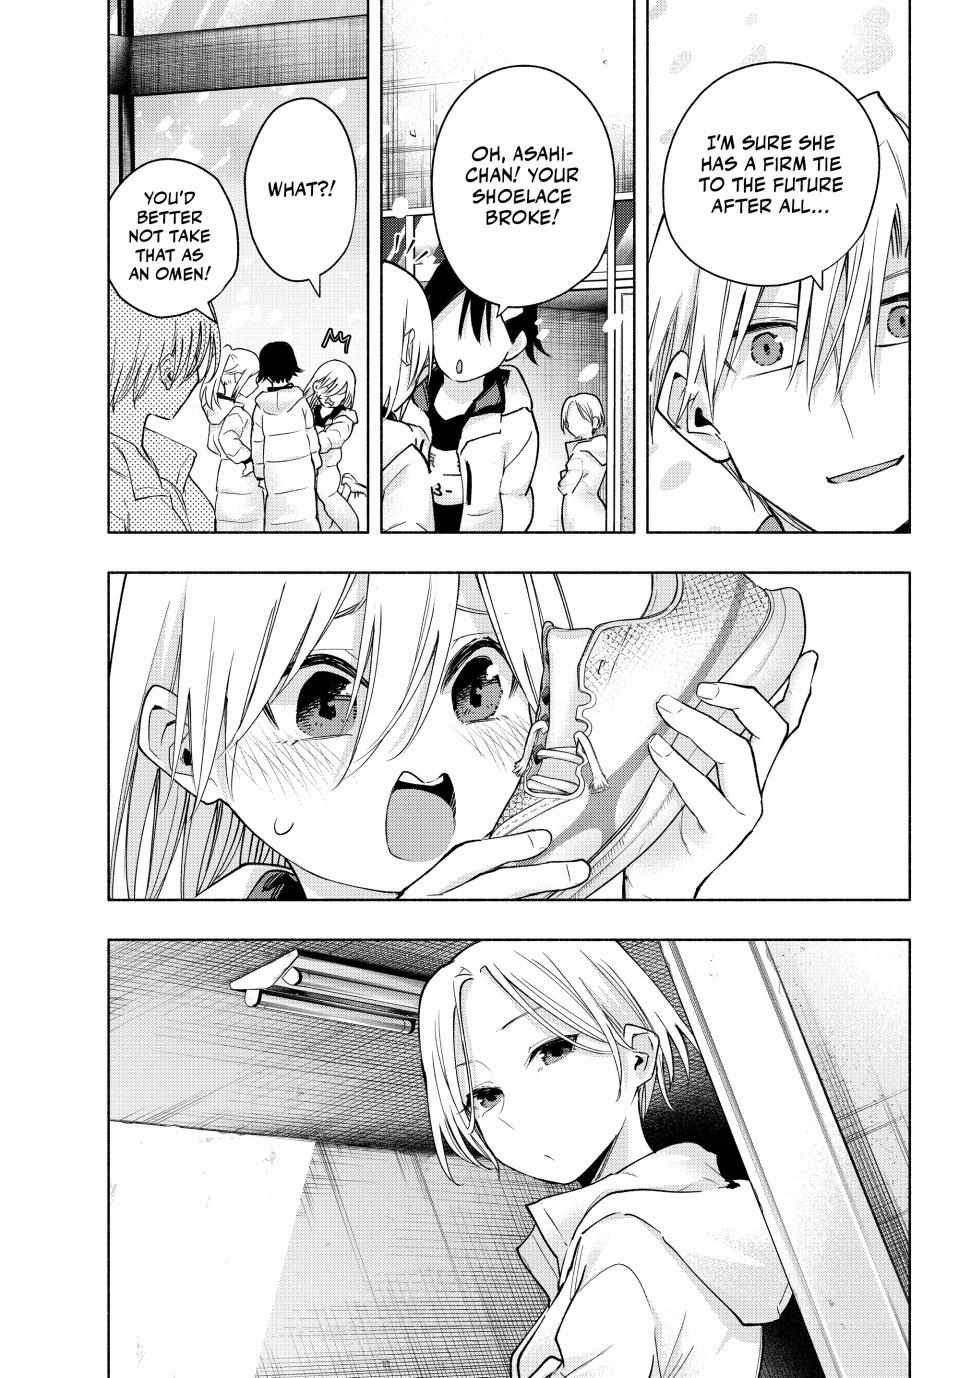 I'M SURE SHE
HAS A FIRM TIE
TO THE FUTURE
AFTER ALL...
OH, ASAHI-
CHAN! YOUR
SHOELACE
BROKE!
WHAT?!
YOU'D
BETTER
NOT TAKE
THAT AS
AN OMEN!